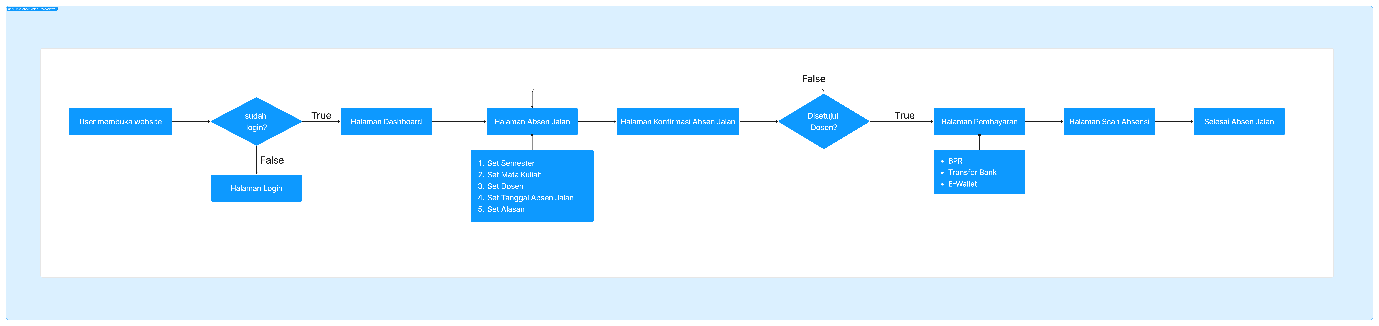 False
User membuka website
sudah
login?
True
Halaman Dashboard
Halaman Absen Jalan
Halaman Konfirmasi Absen Jalan
Disetujui
Dosen?
True
Halaman Pembayaran
Halaman Scan Absensi
Selesai Absen Jalan
False
Halaman Login
1. Set Semester
2. Set Mata Kuliah
3. Set Dosen
4. Set Tanggal Absen Jalan
5. Set Alasan
• BPR
• Transfer Bank
• E-Wallet